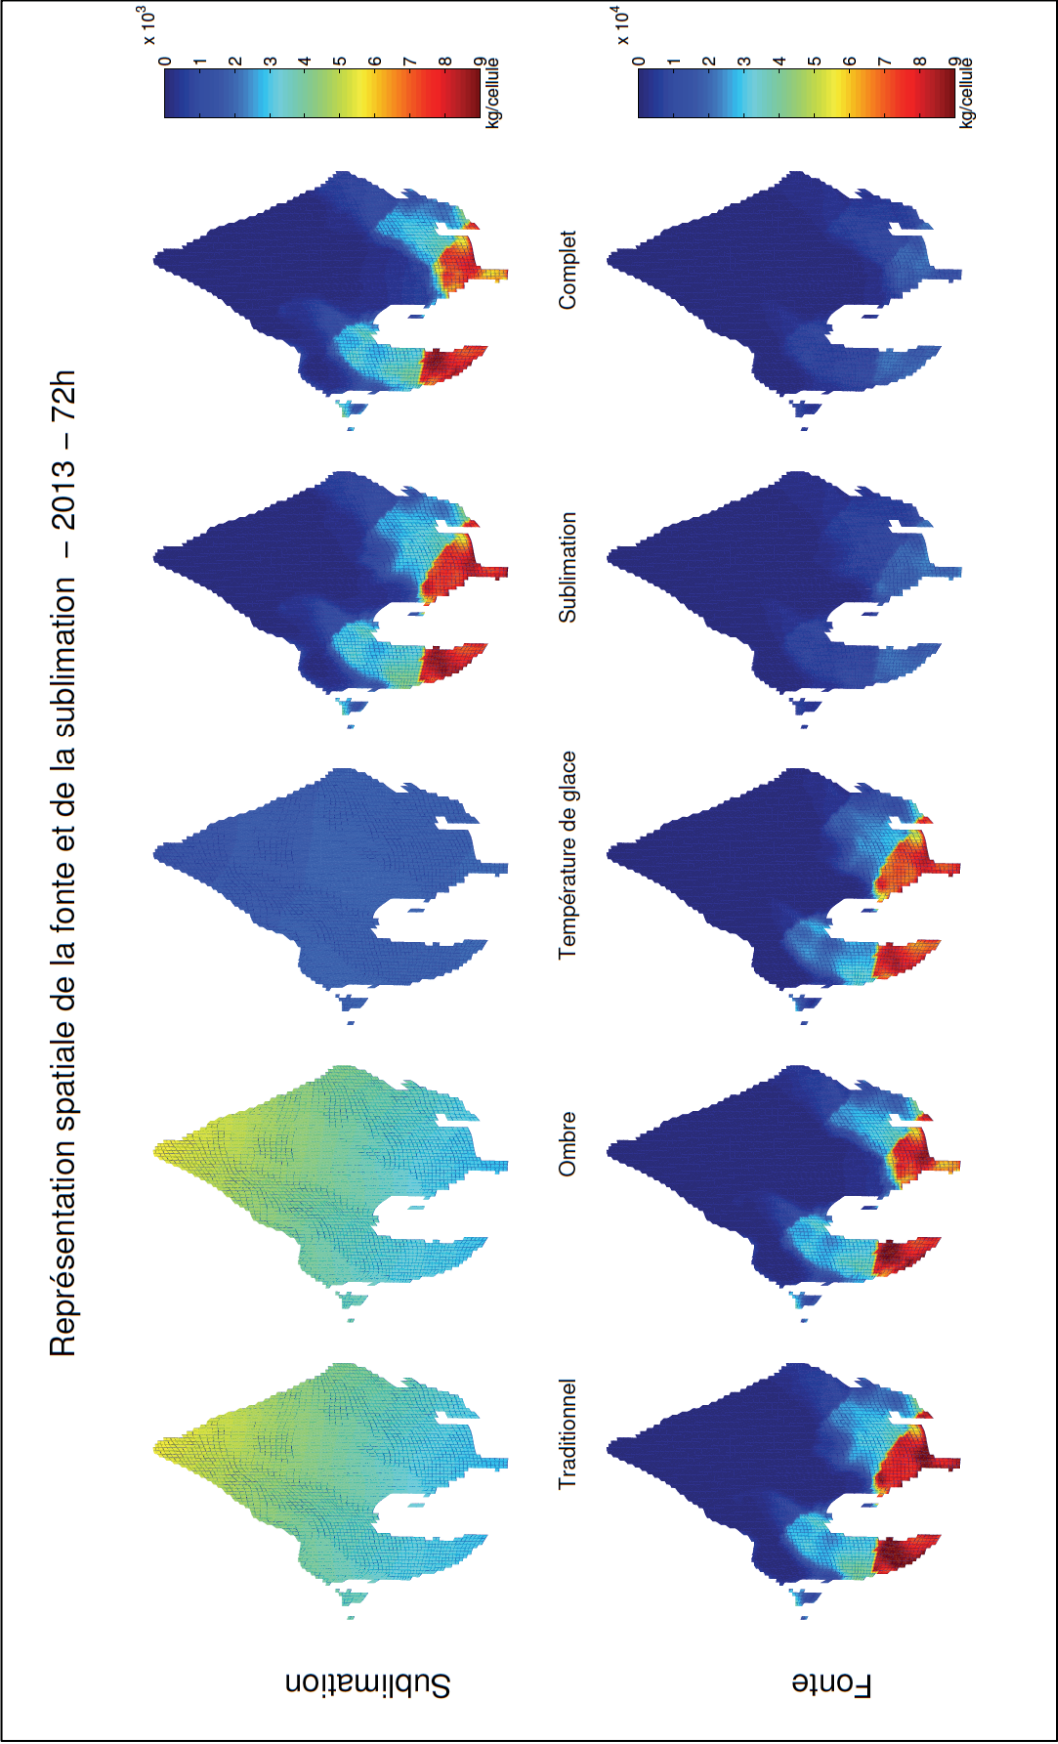 Représentation spatiale de la fonte et de la sublimation – 2013 – 72h
Sublimation
x 10³
0
1
2
3
4
5
6
7
8
9
kg/cellule
Traditionnel
Ombre
Température de glace
Sublimation
Complet
Fonte
x 10⁴
0
1
2
3
4
5
6
7
8
9
kg/cellule